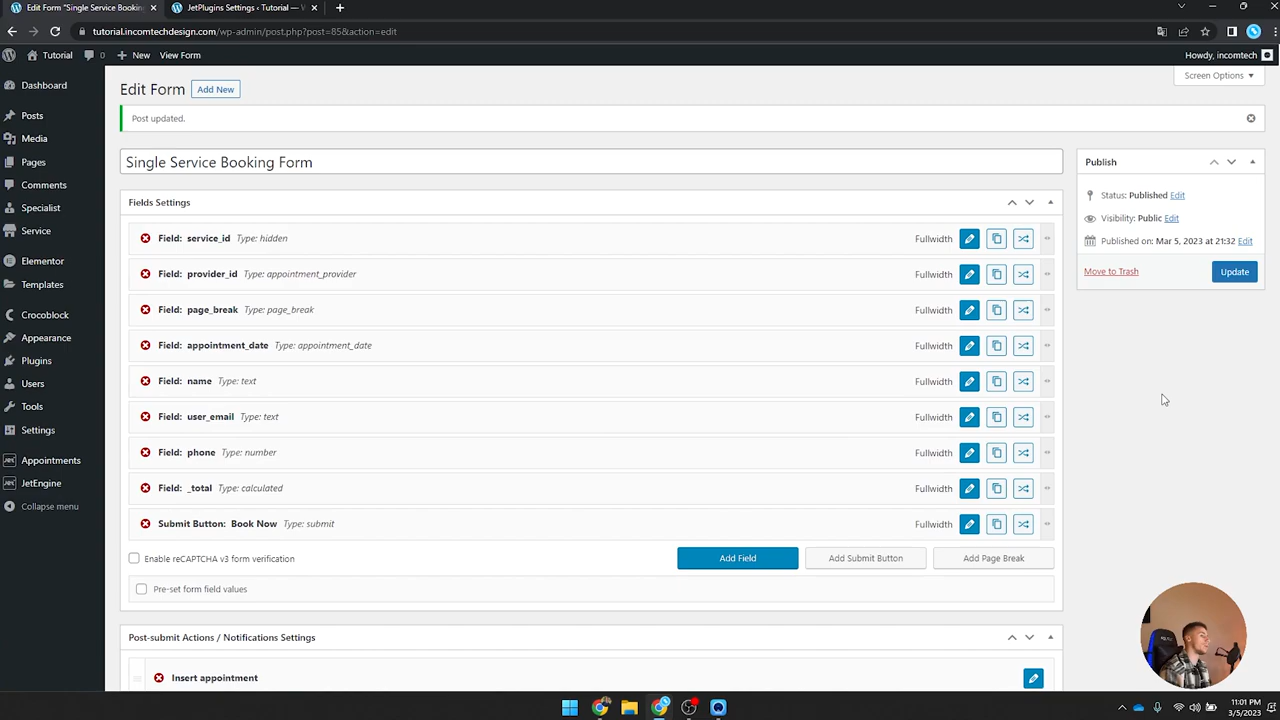 Edit Form "Single Service Booking
JetPlugins Settings ‹ Tutorial — V
tutorial.incomtechdesign.com/wp-admin/post.php?post=85&action=edit
Tutorial
0
New
View Form
Howdy, incomtech
Screen Options
Dashboard
Posts
Media
Pages
Comments
Specialist
Service
Elementor
Templates
Crocoblock
Appearance
Plugins
Users
Tools
Settings
Appointments
JetEngine
Collapse menu
Edit Form
Add New
Post updated.
Single Service Booking Form
Fields Settings
Field: service_id Type: hidden Fullwidth
Field: provider_id Type: appointment_provider Fullwidth
Field: page_break Type: page_break Fullwidth
Field: appointment_date Type: appointment_date Fullwidth
Field: name Type: text Fullwidth
Field: user_email Type: text Fullwidth
Field: phone Type: number Fullwidth
Field: _total Type: calculated Fullwidth
Submit Button: Book Now Type: submit Fullwidth
Enable reCAPTCHA v3 form verification
Add Field
Add Submit Button
Add Page Break
Pre-set form field values
Post-submit Actions / Notifications Settings
Insert appointment
Publish
Status: Published Edit
Visibility: Public Edit
Published on: Mar 5, 2023 at 21:32 Edit
Move to Trash
Update
11:01 PM
3/5/2023